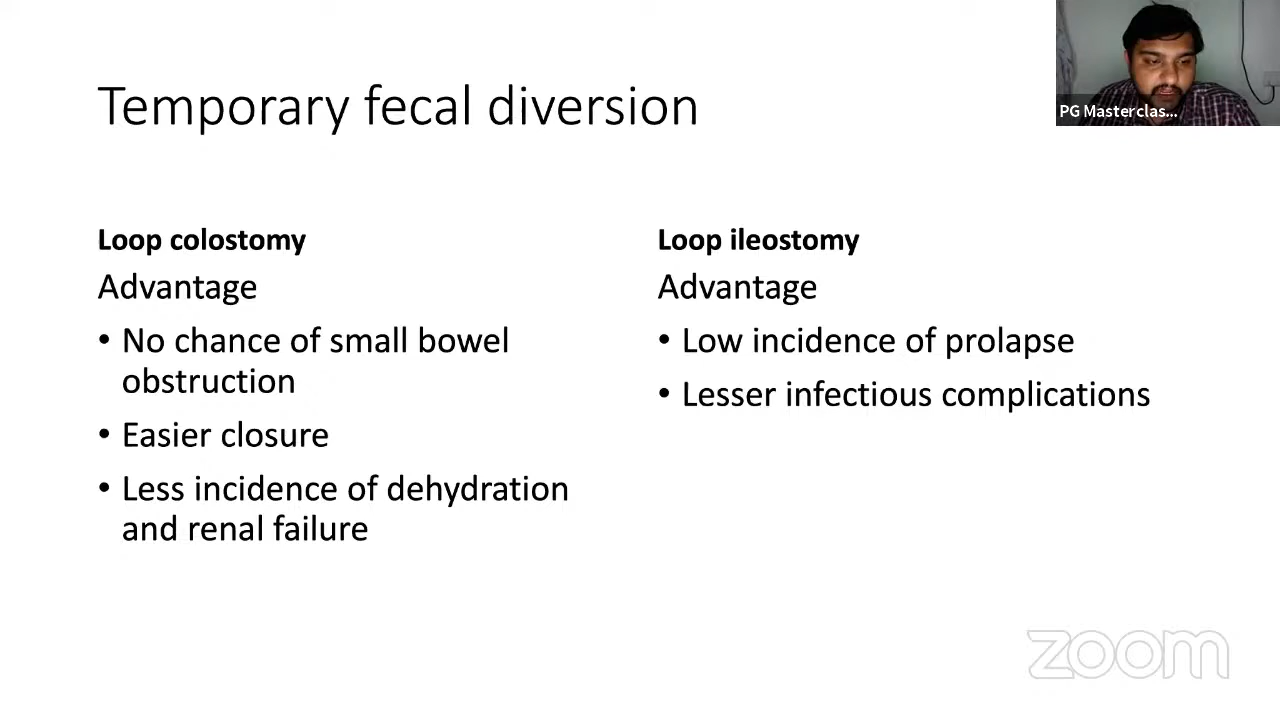 Temporary fecal diversion
PG Masterclas...
Loop colostomy
Advantage
• No chance of small bowel
obstruction
• Easier closure
• Less incidence of dehydration
and renal failure
Loop ileostomy
Advantage
• Low incidence of prolapse
• Lesser infectious complications
zoom